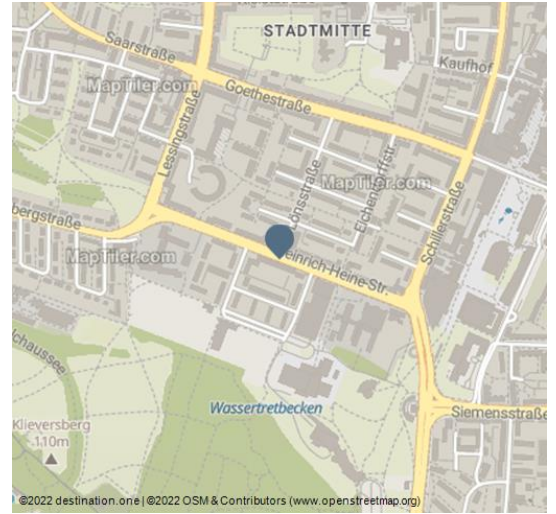 STADTMITTE
Saarstraße
Kaufhof
MapTiler.com
Goethestraße
Lessingstraße
Lönsstraße
Eichendorffstr.
MapTiler.com
Schillerstraße
bergstraße
MapTiler.com
einrich-Heine-Str.
lchaussee
Wassertretbecken
Siemensstraße
Klieversberg
110m
©2022 destination.one | ©2022 OSM & Contributors (www.openstreetmap.org)